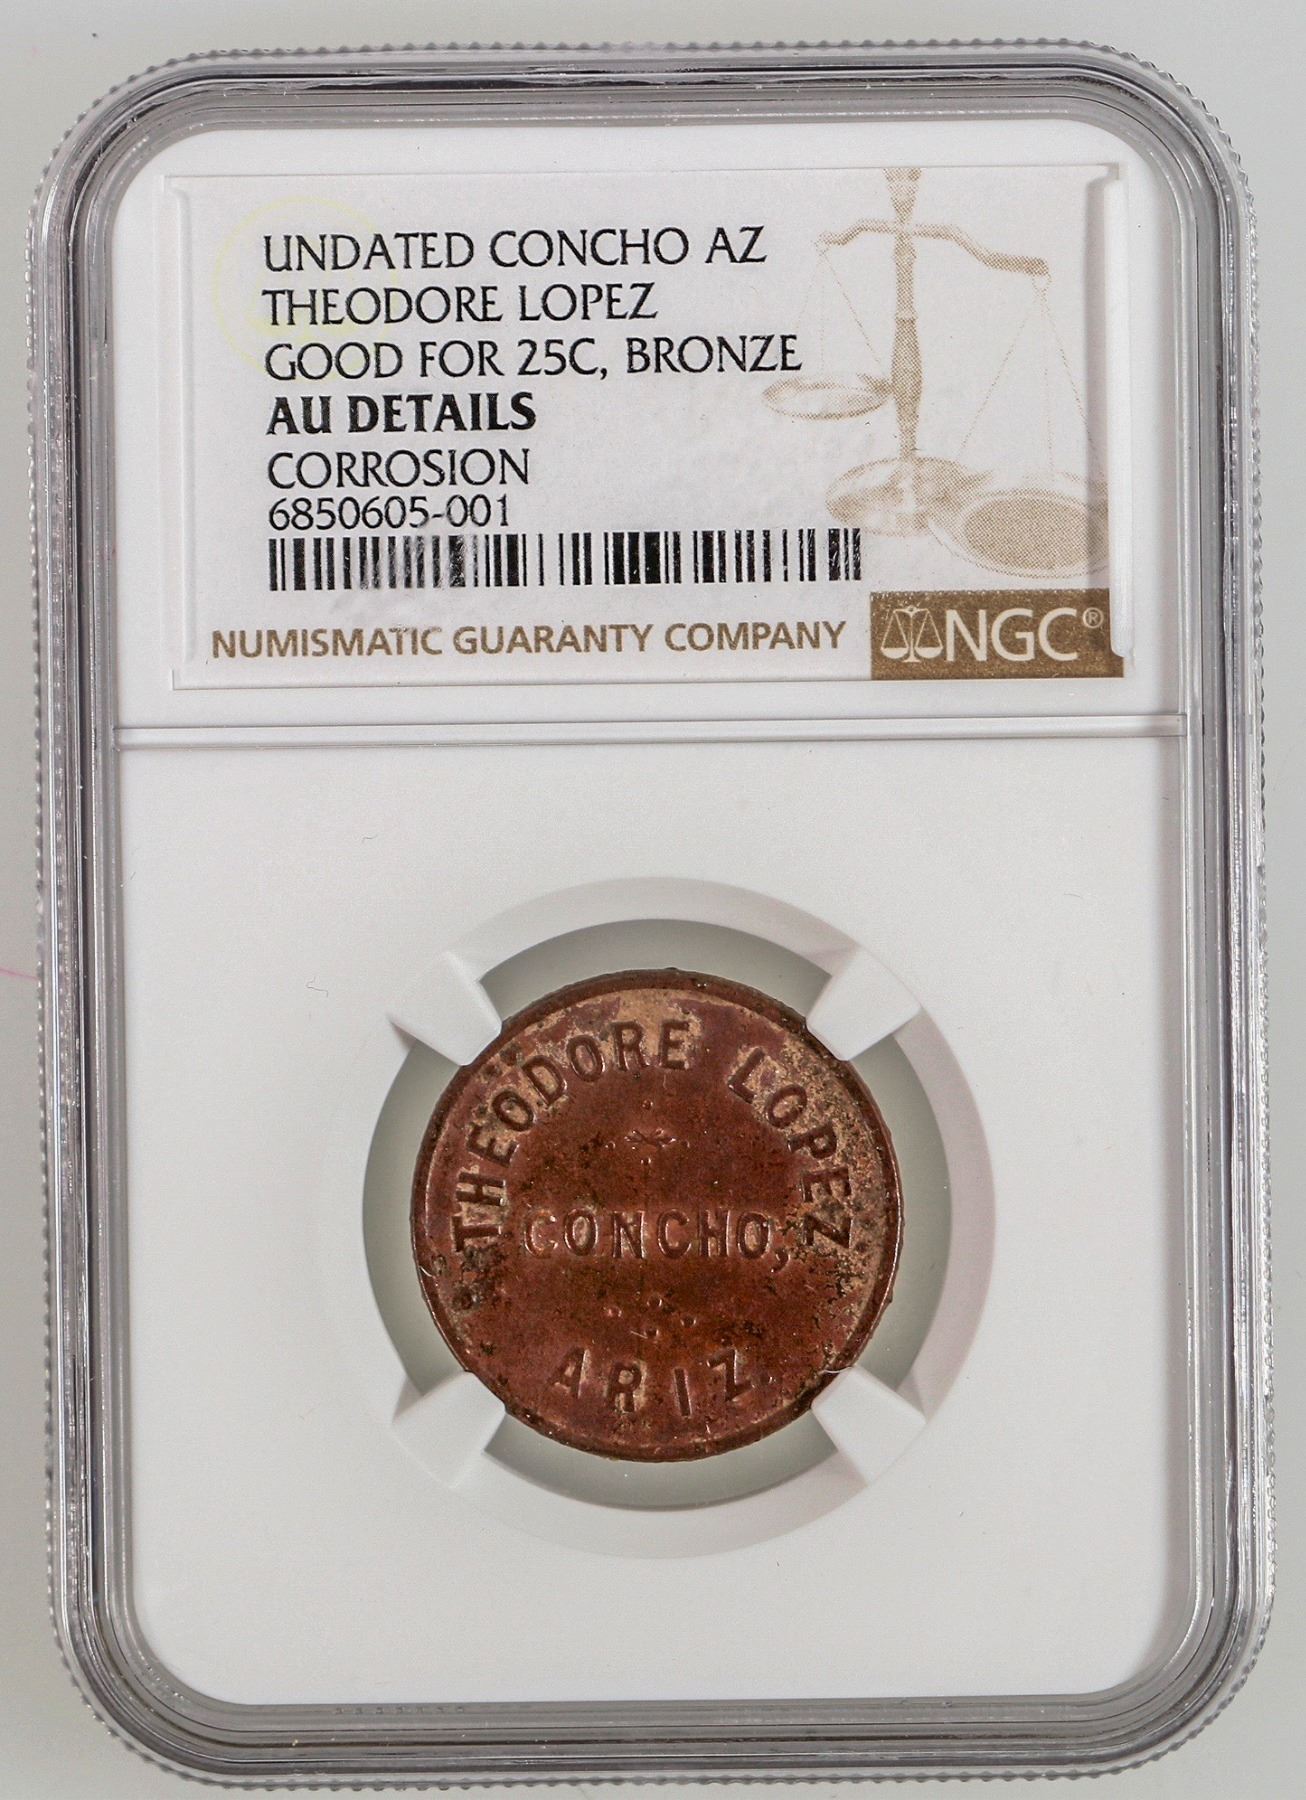 UNDATED CONCHO AZ
THEODORE LOPEZ
GOOD FOR 25C, BRONZE
AU DETAILS
CORROSION
6850605-001
NUMISMATIC GUARANTY COMPANY
NGC®
THEODORE LOPEZ
CONCHO,
ARIZ.